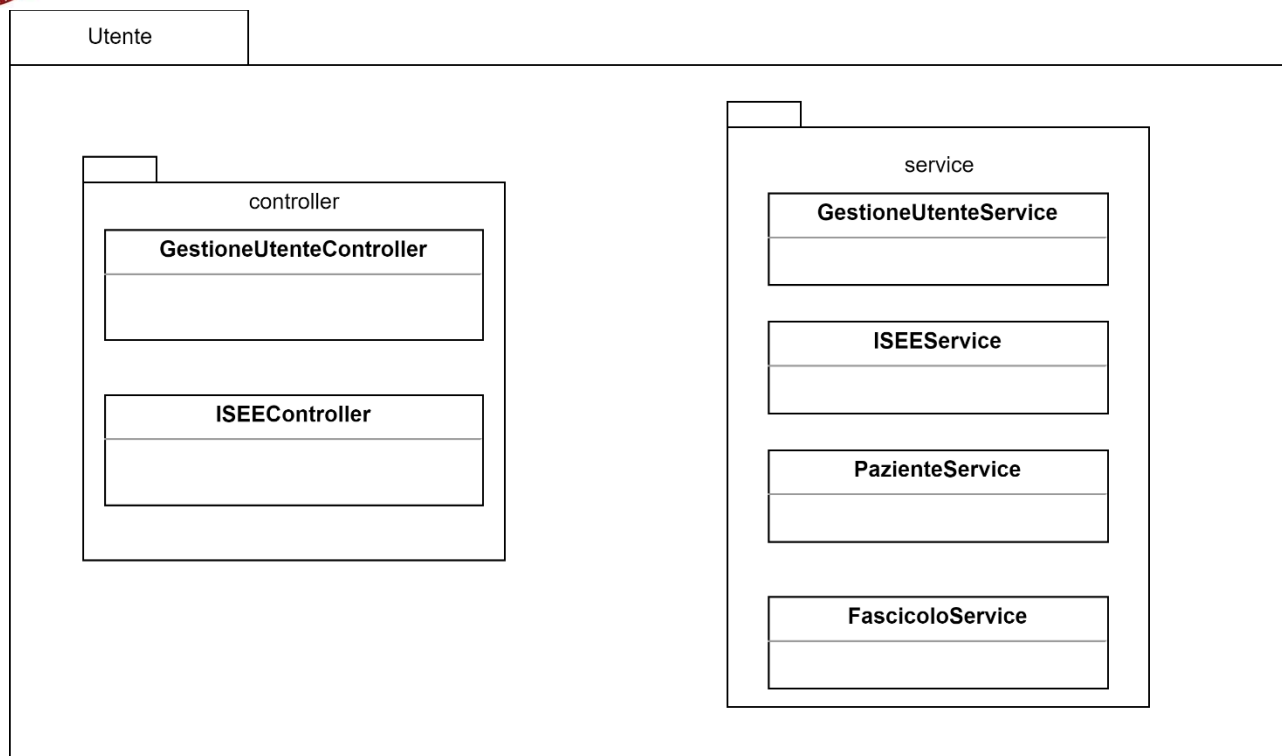 Utente
controller
GestioneUtenteController
ISEEController
service
GestioneUtenteService
ISEEService
PazienteService
FascicoloService